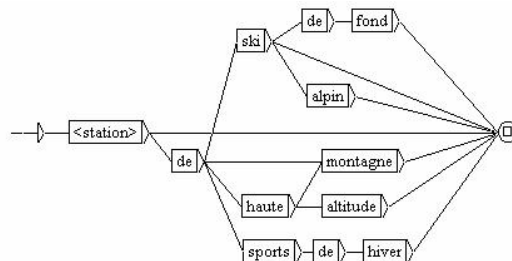 de fond
ski
alpin
<station>
de montagne
haute altitude
sports de hiver